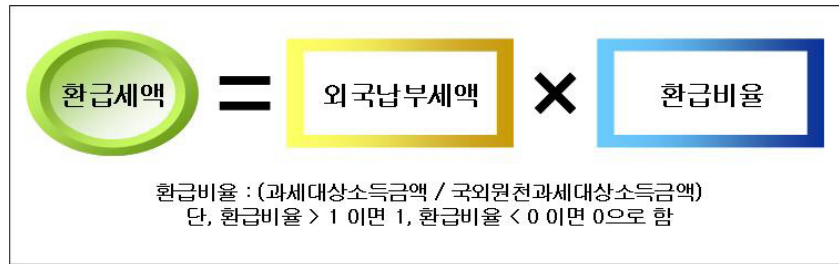 환급세액 = 외국납부세액 × 환급비율
환급비율 : (과세대상소득금액 / 국외원천과세대상소득금액)
단, 환급비율 > 1 이면 1, 환급비율 < 0 이면 0으로 함